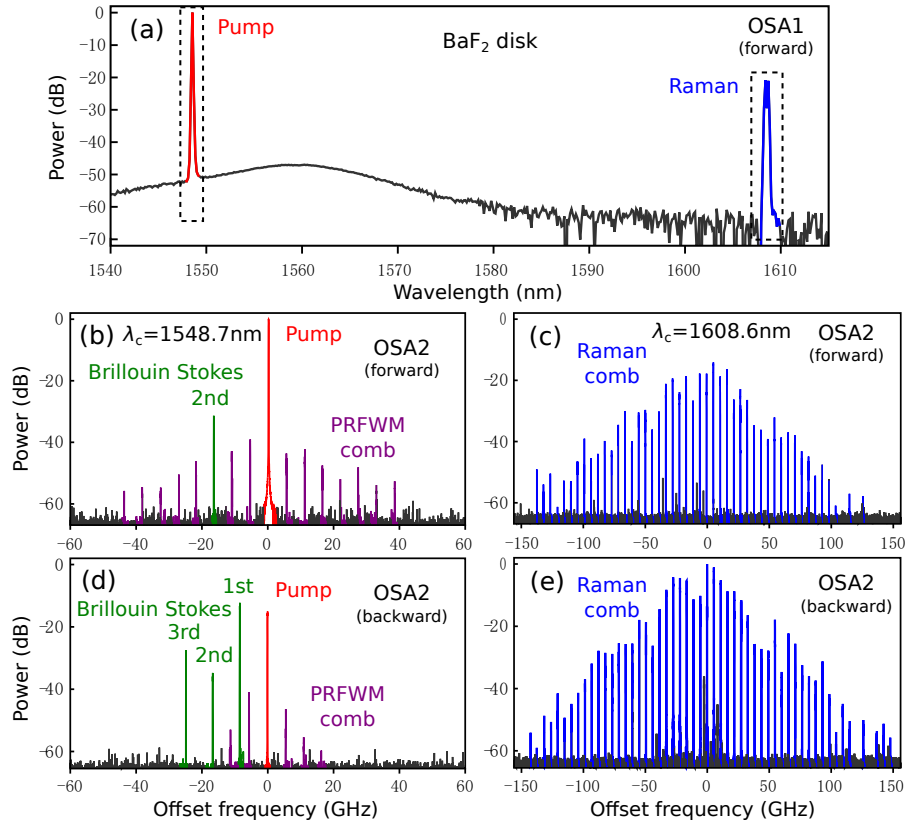 (a)
Pump
BaF₂ disk
OSA1
(forward)
Raman
Power (dB)
0
−10
−20
−30
−40
−50
−60
−70
1540 1550 1560 1570 1580 1590 1600 1610
Wavelength (nm)
(b) λc=1548.7nm
Pump
OSA2
(forward)
Brillouin Stokes
2nd
PRFWM
comb
Power (dB)
0
−20
−40
−60
−60 −40 −20 0 20 40 60
(c) λc=1608.6nm
Raman
comb
OSA2
(forward)
0
−20
−40
−60
−150 −100 −50 0 50 100 150
(d)
1st
Pump
OSA2
(backward)
Brillouin Stokes
3rd
2nd
PRFWM
comb
Power (dB)
0
−20
−40
−60
−60 −40 −20 0 20 40 60
Offset frequency (GHz)
(e)
Raman
comb
OSA2
(backward)
0
−20
−40
−60
−150 −100 −50 0 50 100 150
Offset frequency (GHz)